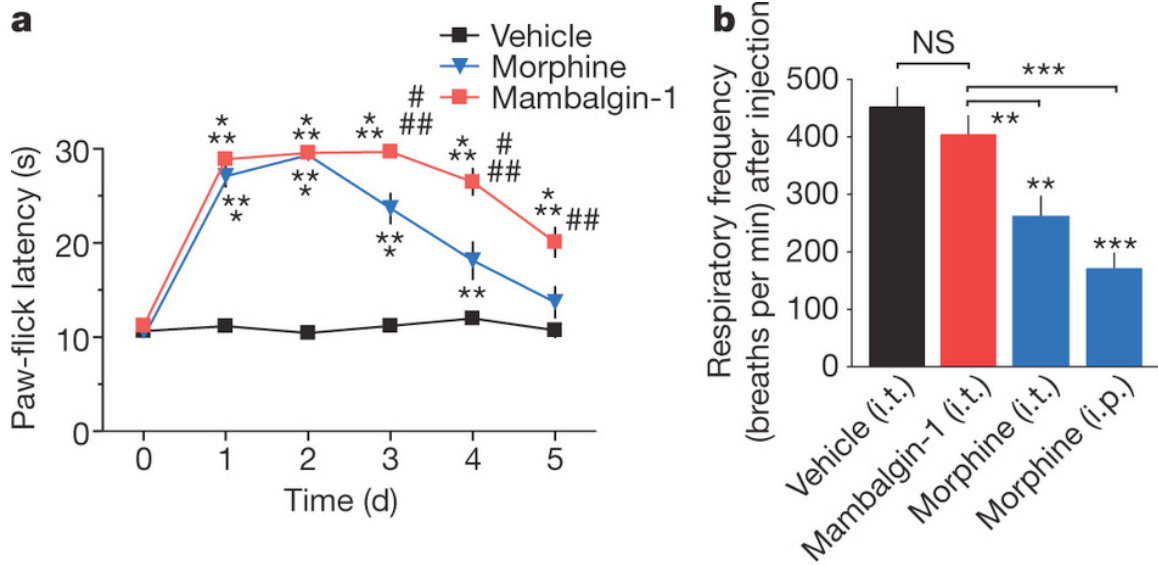 a
Vehicle
Morphine
Mambalgin-1
Paw-flick latency (s)
30
20
10
0
*
**
*
**
*
**
#
##
*
**
#
##
*
**
##
**
*
**
*
**
*
**
0 1 2 3 4 5
Time (d)
b
Respiratory frequency
(breaths per min) after injection
500
400
300
200
100
0
NS
***
**
**
***
Vehicle (i.t.)
Mambalgin-1 (i.t.)
Morphine (i.t.)
Morphine (i.p.)